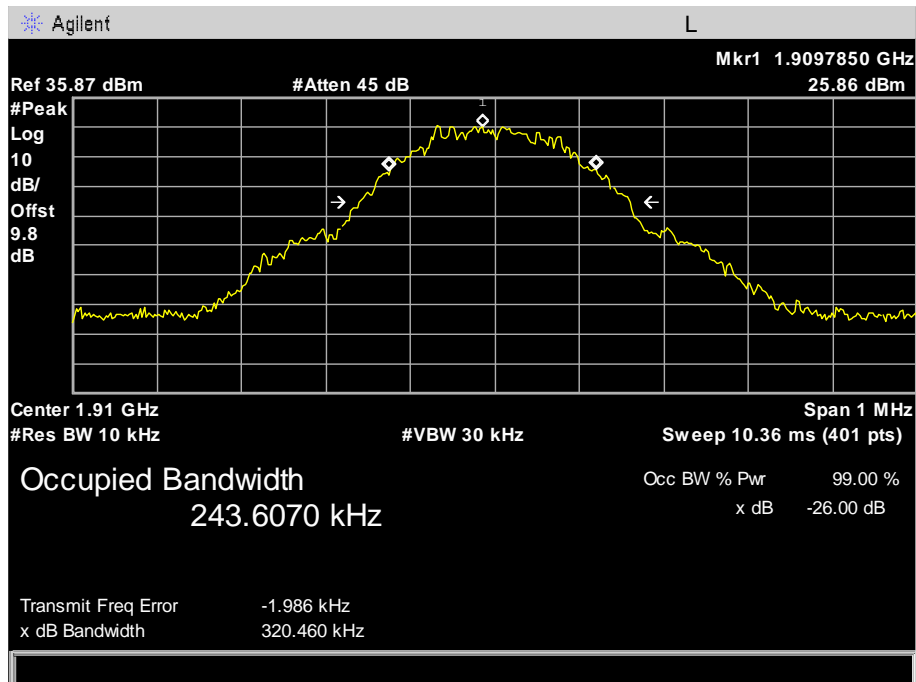 Agilent L
Mkr1 1.9097850 GHz
Ref 35.87 dBm #Atten 45 dB 25.86 dBm
#Peak
Log
10
dB/
Offst
9.8
dB
1
Center 1.91 GHz Span 1 MHz
#Res BW 10 kHz #VBW 30 kHz Sweep 10.36 ms (401 pts)
Occupied Bandwidth Occ BW % Pwr 99.00 %
243.6070 kHz x dB -26.00 dB
Transmit Freq Error -1.986 kHz
x dB Bandwidth 320.460 kHz